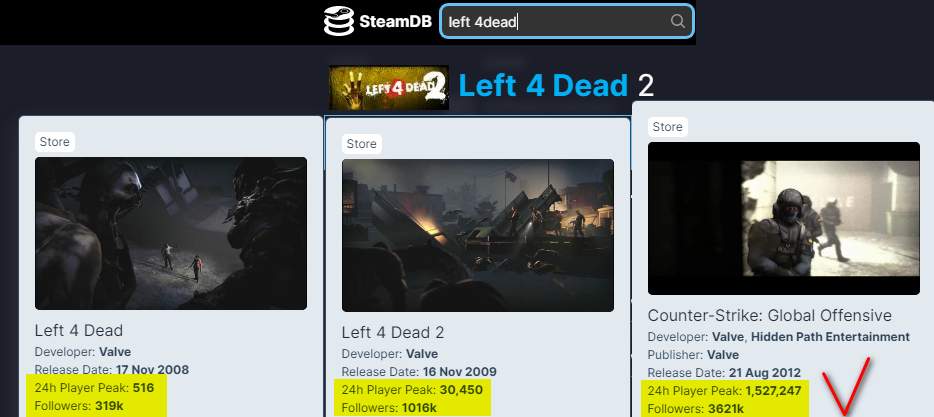 SteamDB
left 4dead
LEFT 4 DEAD 2
Left 4 Dead 2
Store
Left 4 Dead
Developer: Valve
Release Date: 17 Nov 2008
24h Player Peak: 516
Followers: 319k
Store
Left 4 Dead 2
Developer: Valve
Release Date: 16 Nov 2009
24h Player Peak: 30,450
Followers: 1016k
Store
Counter-Strike: Global Offensive
Developer: Valve, Hidden Path Entertainment
Publisher: Valve
Release Date: 21 Aug 2012
24h Player Peak: 1,527,247
Followers: 3621k